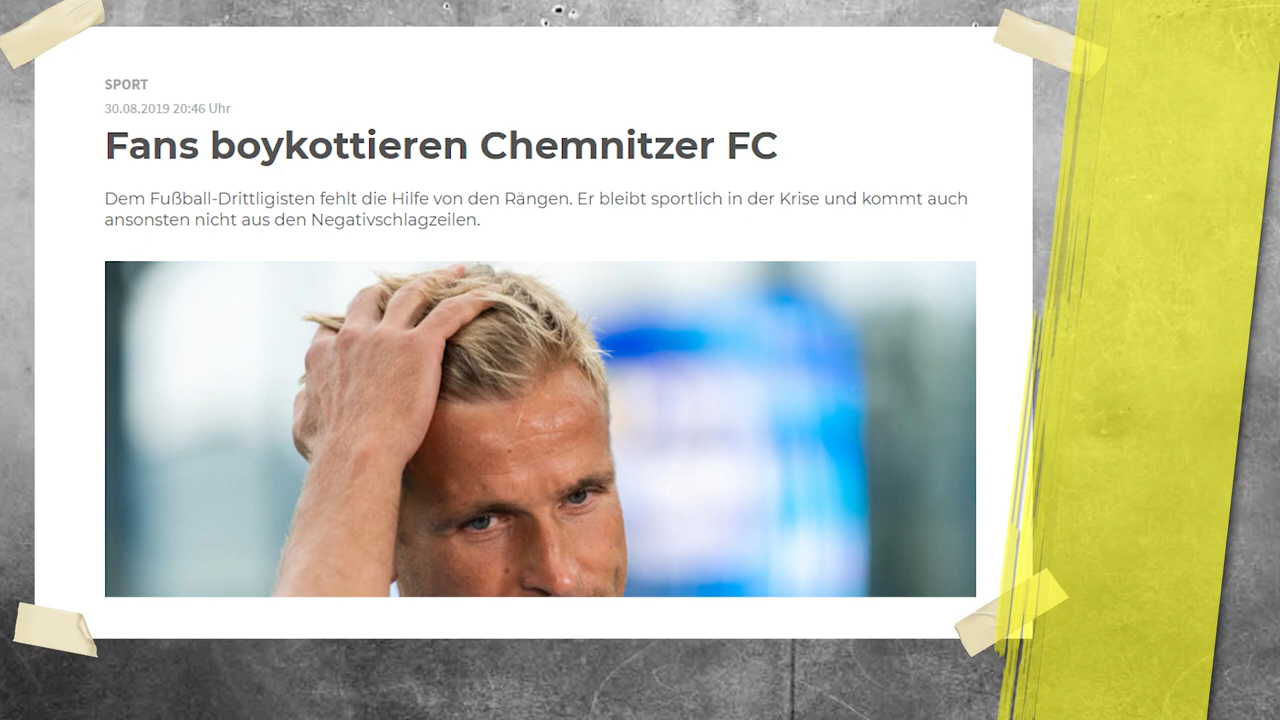 SPORT
30.08.2019 20:46 Uhr
Fans boykottieren Chemnitzer FC
Dem Fußball-Drittligisten fehlt die Hilfe von den Rängen. Er bleibt sportlich in der Krise und kommt auch
ansonsten nicht aus den Negativschlagzeilen.